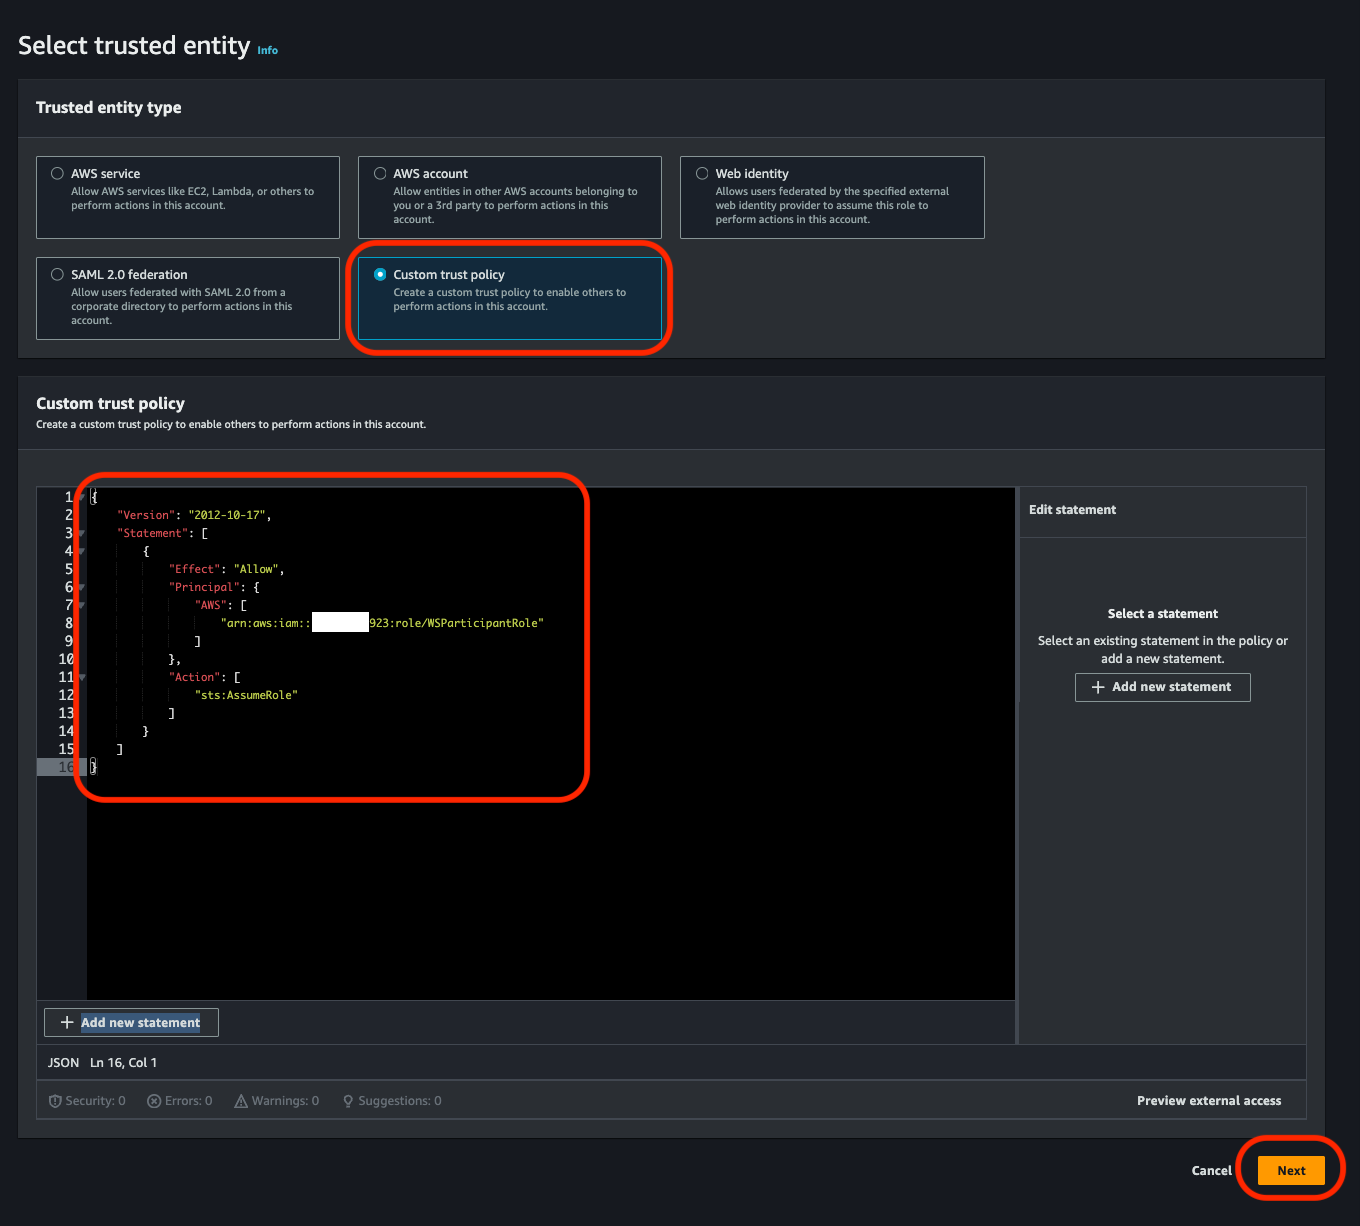 Select trusted entity Info
Trusted entity type
AWS service
Allow AWS services like EC2, Lambda, or others to
perform actions in this account.
AWS account
Allow entities in other AWS accounts belonging to
you or a 3rd party to perform actions in this
account.
Web identity
Allows users federated by the specified external
web identity provider to assume this role to
perform actions in this account.
SAML 2.0 federation
Allow users federated with SAML 2.0 from a
corporate directory to perform actions in this
account.
Custom trust policy
Create a custom trust policy to enable others to
perform actions in this account.
Custom trust policy
Create a custom trust policy to enable others to perform actions in this account.
1 {
2 "Version": "2012-10-17",
3 "Statement": [
4 {
5 "Effect": "Allow",
6 "Principal": {
7 "AWS": [
8 "arn:aws:iam:: 923:role/WSParticipantRole"
9 ]
10 },
11 "Action": [
12 "sts:AssumeRole"
13 ]
14 }
15 ]
16 }
Edit statement
Select a statement
Select an existing statement in the policy or
add a new statement.
+ Add new statement
+ Add new statement
JSON Ln 16, Col 1
Security: 0 Errors: 0 Warnings: 0 Suggestions: 0
Preview external access
Cancel Next